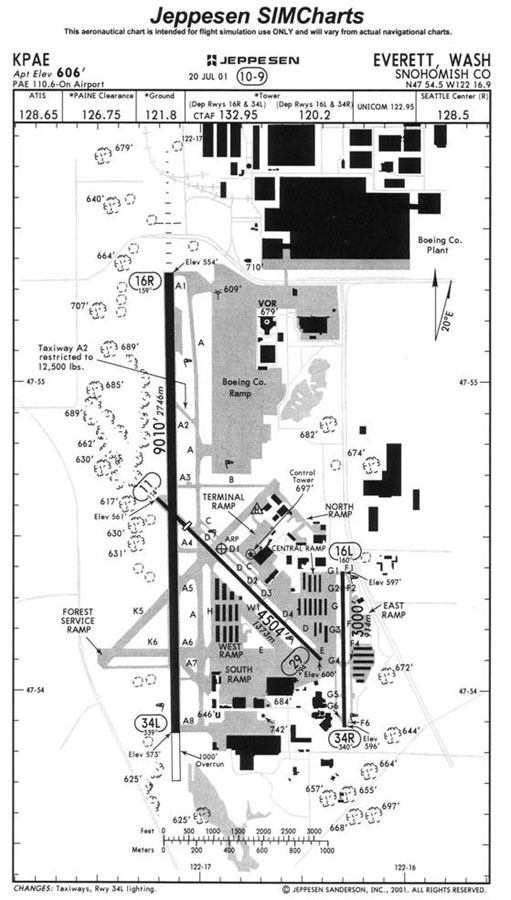 Jeppesen SIMCharts
This aeronautical chart is intended for flight simulation use ONLY and will vary from actual navigational charts.
KPAE
JEPPESEN
EVERETT, WASH
Apt Elev 606'
20 JUL 01
10-9
SNOHOMISH CO
PAE 110.6-On Airport
N47 54.5 W122 16.9
ATIS
*PAINE Clearance
*Ground
*Tower
(Dep Rwys 16R & 34L)
(Dep Rwys 16L & 34R)
UNICOM 122.95
SEATTLE Center (R)
128.65
126.75
121.8
CTAF 132.95
120.2
128.5
122-17
679'
640'
Boeing Co.
Plant
664'
Elev 554'
710'
16R
159°
A1
609'
VOR
679'
20°E
707'
Taxiway A2
restricted to
12,500 lbs.
689'
A
47-55
685'
9010' 2746m
Boeing Co.
Ramp
47-55
689'
A2
682'
662'
A
674'
630'
A3
B
Control
Tower
697'
11
TERMINAL
RAMP
NORTH
RAMP
617'
Elev 561'
C
630'
D
ARP
16L
160°
631'
A4
D1
CENTRAL RAMP
G1
F1
Elev 597'
D
C
D2
A5
D3
G2
F2
FOREST
SERVICE RAMP
K5
H
W1
D4
G
3000'
914m
EAST
RAMP
A
4504'
1373m
D
G3
K6
A6
WEST
RAMP
E
E
F4
G4
A7
SOUTH
RAMP
29
Elev 600'
672'
47-54
684'
G5
47-54
34L
339°
646'
G6
A8
742'
F6
644'
Elev 573'
34R
340°
Elev
596'
1000'
Overrun
664'
625'
657'
655'
625'
697'
668'
Feet 0 500 1000 1500 2000 2500 3000
Meters 0 200 400 600 800 1000
122-17
122-16
CHANGES: Taxiways, Rwy 34L lighting.
© JEPPESEN SANDERSON, INC., 2001. ALL RIGHTS RESERVED.